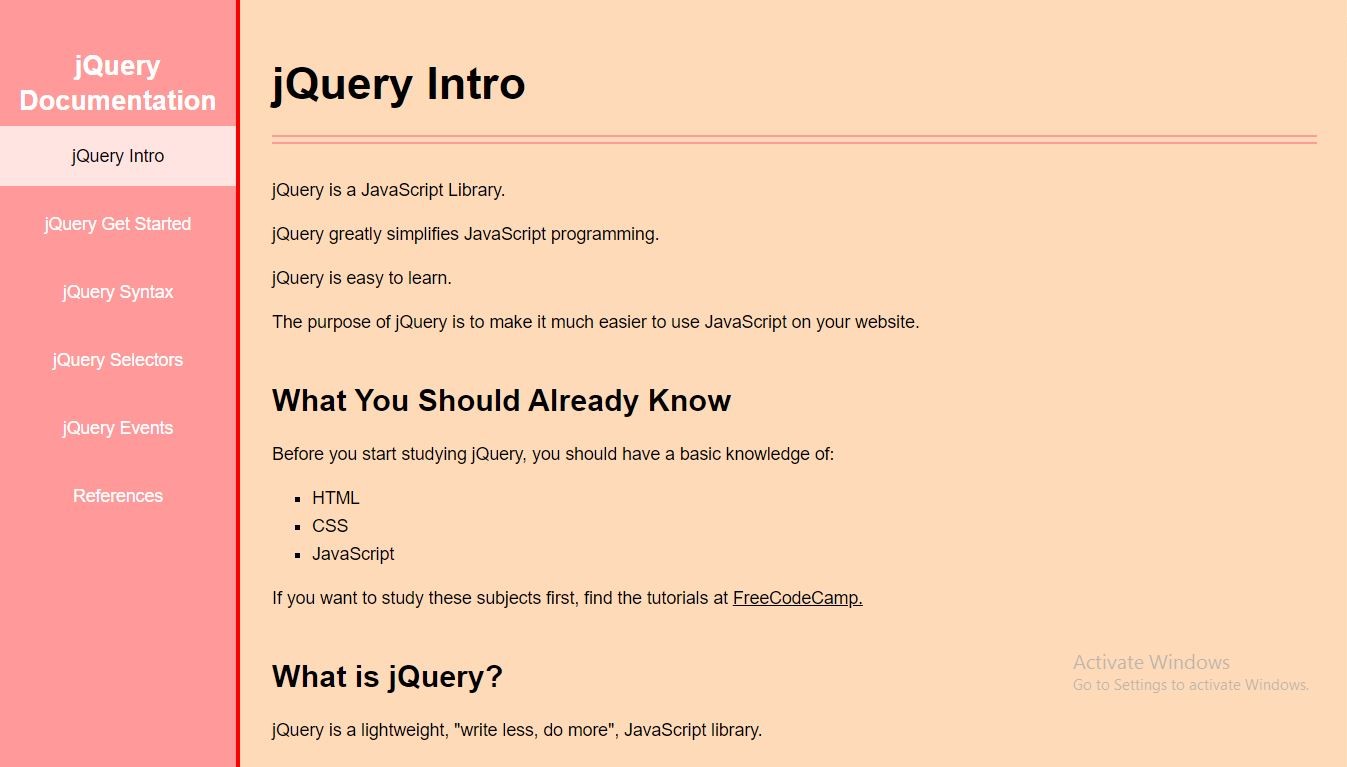 jQuery
Documentation
jQuery Intro
jQuery Get Started
jQuery Syntax
jQuery Selectors
jQuery Events
References
jQuery Intro
jQuery is a JavaScript Library.
jQuery greatly simplifies JavaScript programming.
jQuery is easy to learn.
The purpose of jQuery is to make it much easier to use JavaScript on your website.
What You Should Already Know
Before you start studying jQuery, you should have a basic knowledge of:
▪ HTML
▪ CSS
▪ JavaScript
If you want to study these subjects first, find the tutorials at FreeCodeCamp.
What is jQuery?
jQuery is a lightweight, "write less, do more", JavaScript library.
Activate Windows
Go to Settings to activate Windows.